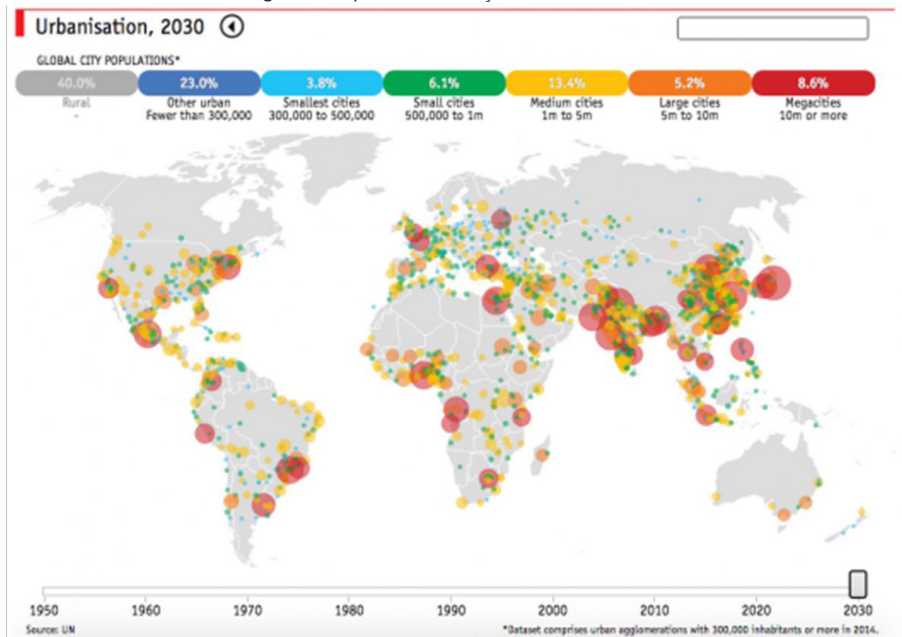 Urbanisation, 2030
GLOBAL CITY POPULATIONS*
40.0% 23.0% 3.8% 6.1% 13.4% 5.2% 8.6%
Rural Other urban Smallest cities Small cities Medium cities Large cities Megacities
- Fewer than 300,000 300,000 to 500,000 500,000 to 1m 1m to 5m 5m to 10m 10m or more
1950 1960 1970 1980 1990 2000 2010 2020 2030
Source: UN *Dataset comprises urban agglomerations with 300,000 inhabitants or more in 2014.